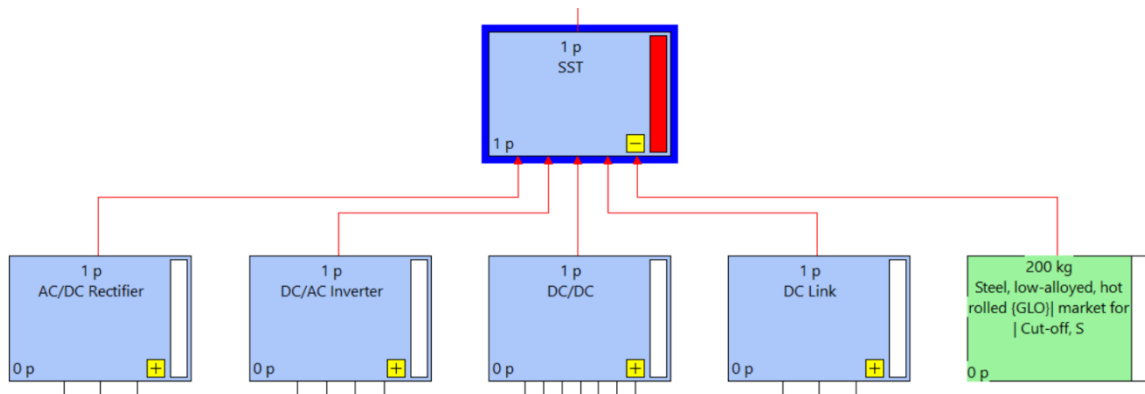 1 p
SST
1 p
−
1 p
AC/DC Rectifier
0 p
+
1 p
DC/AC Inverter
0 p
+
1 p
DC/DC
0 p
+
1 p
DC Link
0 p
+
200 kg
Steel, low-alloyed, hot
rolled {GLO}| market for
| Cut-off, S
0 p